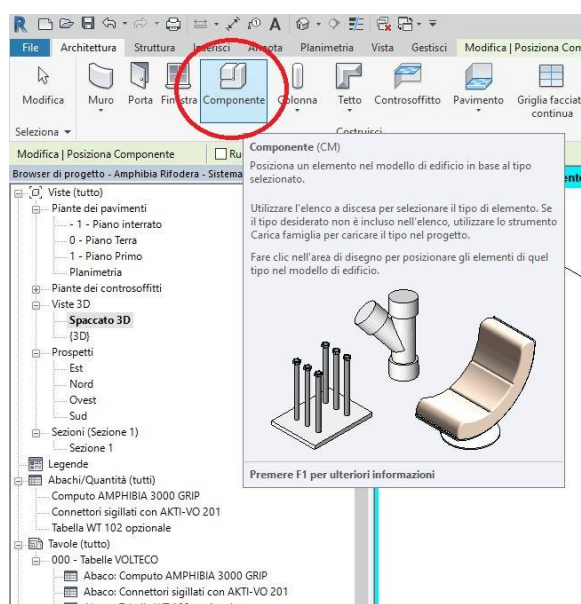 File Architettura Struttura Inserisci Annota Planimetria Vista Gestisci Modifica | Posiziona Com
Modifica Muro Porta Finestra Componente Colonna Tetto Controsoffitto Pavimento Griglia facciat
continua
Seleziona Costruisci
Modifica | Posiziona Componente Ru
Componente (CM)
Posiziona un elemento nel modello di edificio in base al tipo
selezionato.
Utilizzare l'elenco a discesa per selezionare il tipo di elemento. Se
il tipo desiderato non è incluso nell'elenco, utilizzare lo strumento
Carica famiglia per caricare il tipo nel progetto.
Fare clic nell'area di disegno per posizionare gli elementi di quel
tipo nel modello di edificio.
Premere F1 per ulteriori informazioni
Browser di progetto - Amphibia Rifodera - Sistema
Viste (tutto)
Piante dei pavimenti
- 1 - Piano interrato
0 - Piano Terra
1 - Piano Primo
Planimetria
Piante dei controsoffitti
Viste 3D
Spaccato 3D
{3D}
Prospetti
Est
Nord
Ovest
Sud
Sezioni (Sezione 1)
Sezione 1
Legende
Abachi/Quantità (tutti)
Computo AMPHIBIA 3000 GRIP
Connettori sigillati con AKTI-VO 201
Tabella WT 102 opzionale
Tavole (tutto)
000 - Tabelle VOLTECO
Abaco: Computo AMPHIBIA 3000 GRIP
Abaco: Connettori sigillati con AKTI-VO 201